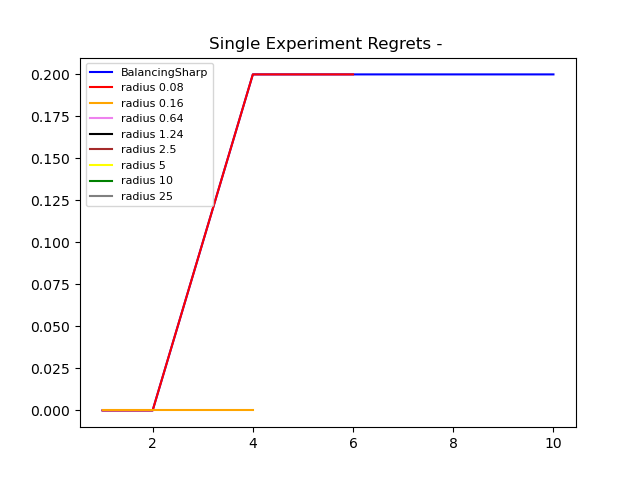 Single Experiment Regrets -
BalancingSharp
radius 0.08
radius 0.16
radius 0.64
radius 1.24
radius 2.5
radius 5
radius 10
radius 25
0.200
0.175
0.150
0.125
0.100
0.075
0.050
0.025
0.000
2 4 6 8 10